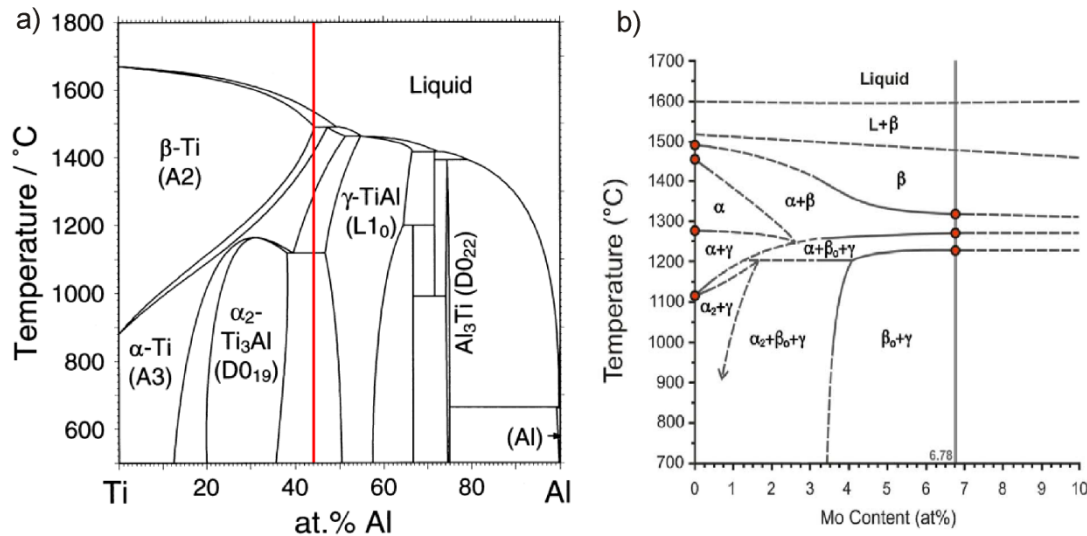 a)
1800
1600
1400
1200
1000
800
600
Temperature / °C
Liquid
β-Ti
(A2)
γ-TiAl
(L1₀)
α-Ti
(A3)
α₂-
Ti₃Al
(D0₁₉)
Al₃Ti (D0₂₂)
(Al)
Ti
20
40
60
80
Al
at.% Al
b)
1700
1600
1500
1400
1300
1200
1100
1000
900
800
700
Temperature (°C)
Liquid
L+β
β
α+β
α
α+γ
α+β₀+γ
α₂+γ
α₂+β₀+γ
β₀+γ
6.78
0
1
2
3
4
5
6
7
8
9
10
Mo Content (at%)